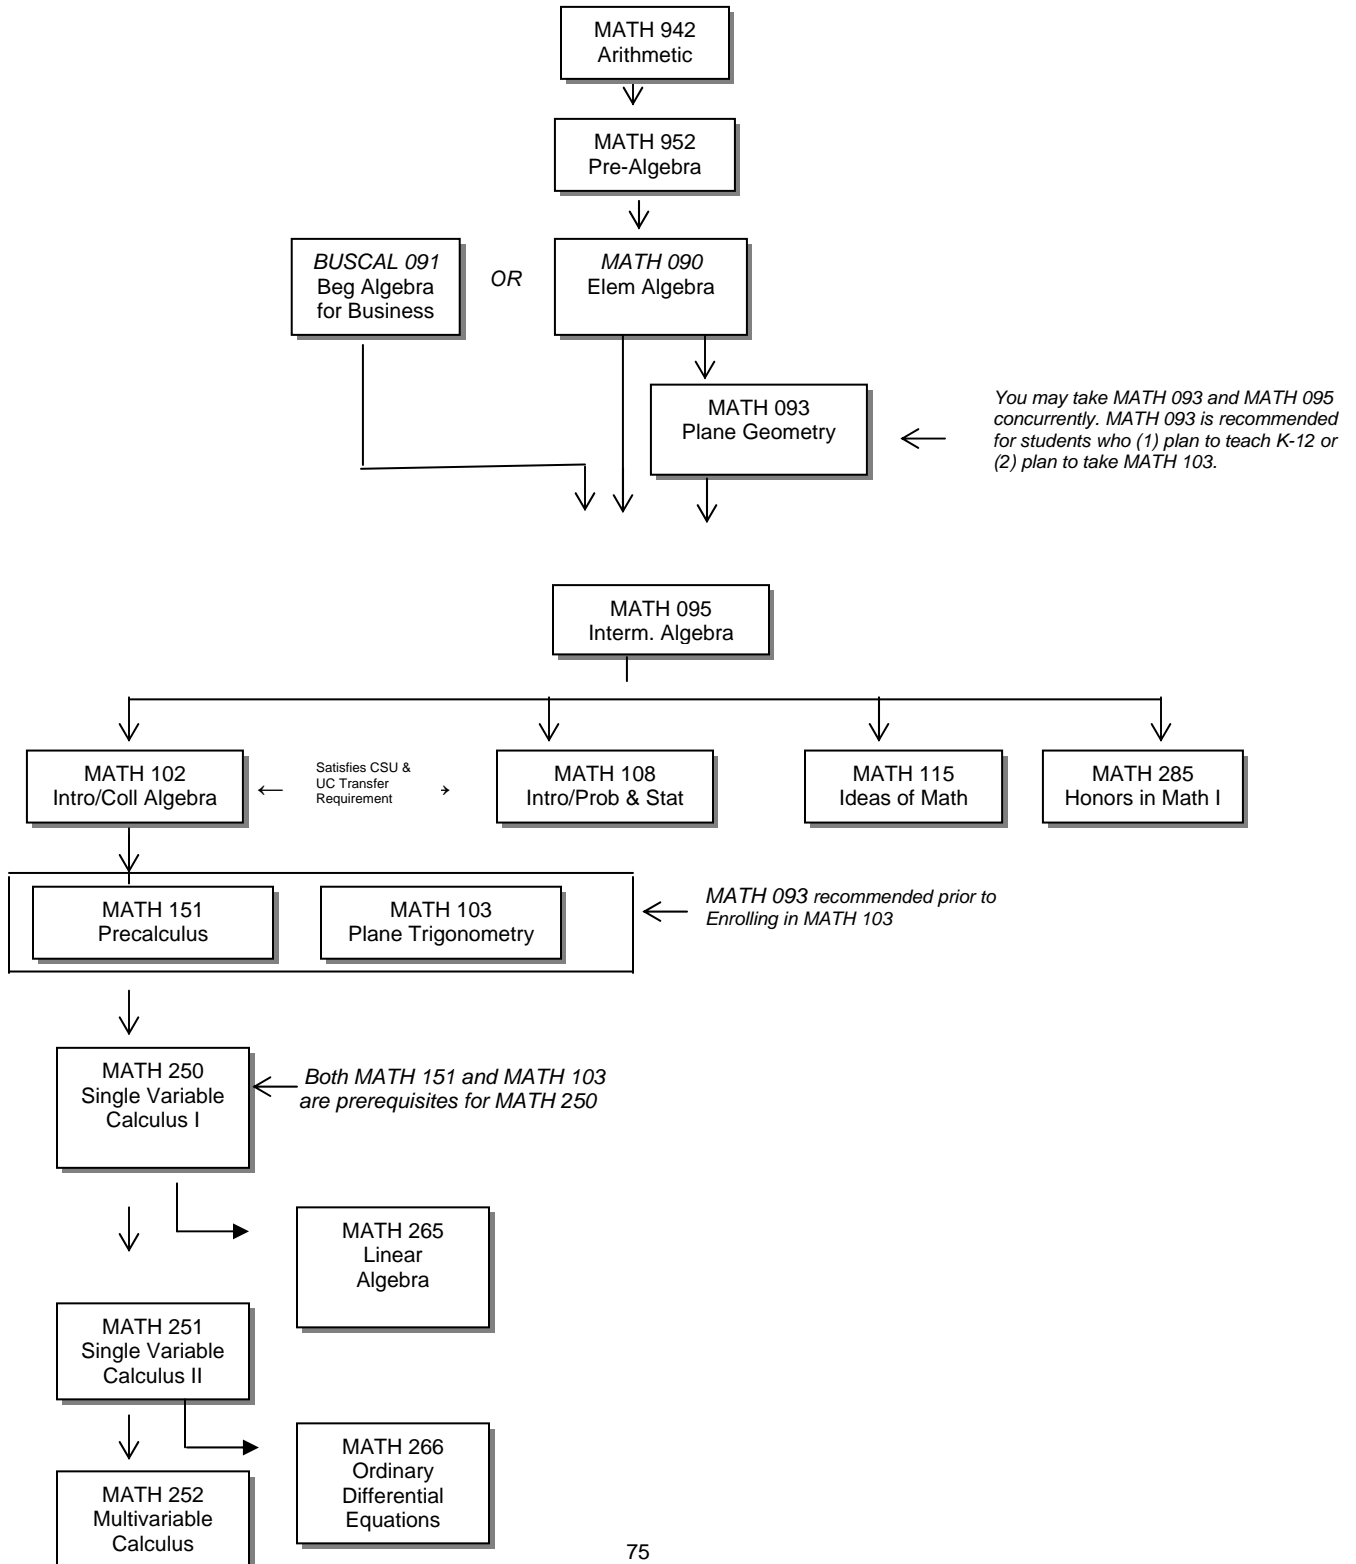 MATH 942
Arithmetic
MATH 952
Pre-Algebra
BUSCAL 091
Beg Algebra
for Business
OR
MATH 090
Elem Algebra
MATH 093
Plane Geometry
You may take MATH 093 and MATH 095
concurrently. MATH 093 is recommended
for students who (1) plan to teach K-12 or
(2) plan to take MATH 103.
MATH 095
Interm. Algebra
MATH 102
Intro/Coll Algebra
Satisfies CSU &
UC Transfer
Requirement
MATH 108
Intro/Prob & Stat
MATH 115
Ideas of Math
MATH 285
Honors in Math I
MATH 151
Precalculus
MATH 103
Plane Trigonometry
MATH 093 recommended prior to
Enrolling in MATH 103
MATH 250
Single Variable
Calculus I
Both MATH 151 and MATH 103
are prerequisites for MATH 250
MATH 265
Linear
Algebra
MATH 251
Single Variable
Calculus II
MATH 266
Ordinary
Differential
Equations
MATH 252
Multivariable
Calculus
75